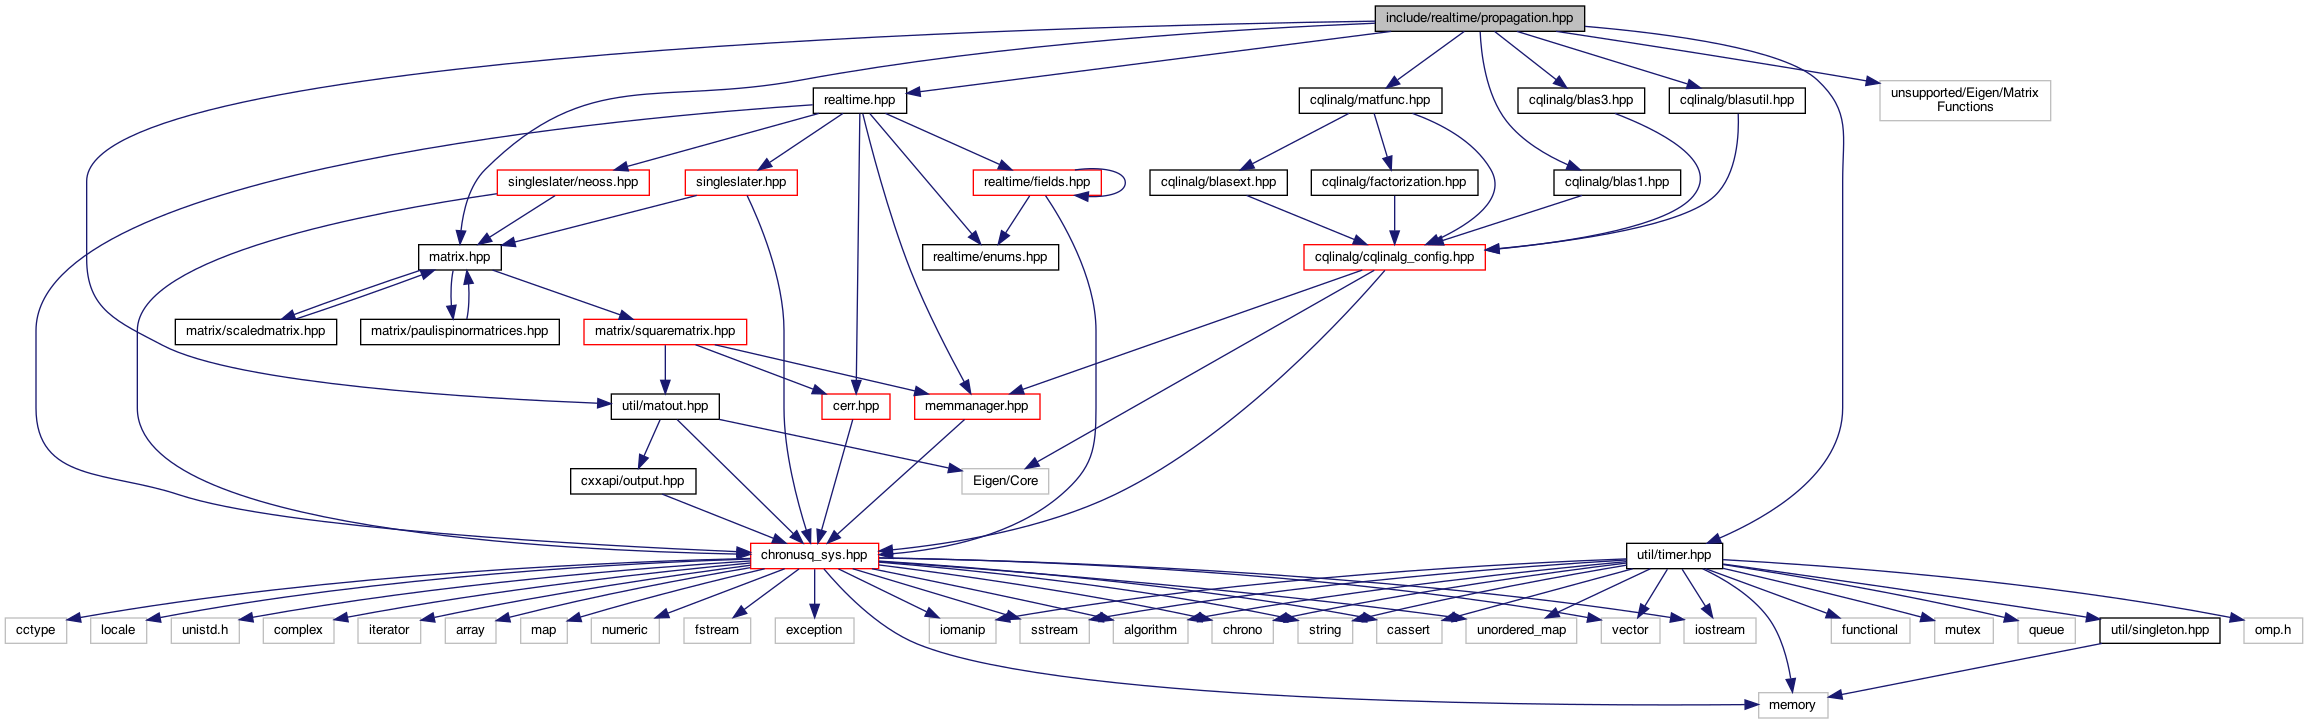 include/realtime/propagation.hpp
realtime.hpp
cqlinalg/matfunc.hpp
cqlinalg/blas3.hpp
cqlinalg/blasutil.hpp
unsupported/Eigen/Matrix
Functions
singleslater/neoss.hpp
singleslater.hpp
realtime/fields.hpp
cqlinalg/blasext.hpp
cqlinalg/factorization.hpp
cqlinalg/blas1.hpp
matrix.hpp
realtime/enums.hpp
cqlinalg/cqlinalg_config.hpp
matrix/scaledmatrix.hpp
matrix/paulispinormatrices.hpp
matrix/squarematrix.hpp
util/matout.hpp
cerr.hpp
memmanager.hpp
cxxapi/output.hpp
Eigen/Core
chronusq_sys.hpp
util/timer.hpp
cctype
locale
unistd.h
complex
iterator
array
map
numeric
fstream
exception
iomanip
sstream
algorithm
chrono
string
cassert
unordered_map
vector
iostream
functional
mutex
queue
util/singleton.hpp
omp.h
memory